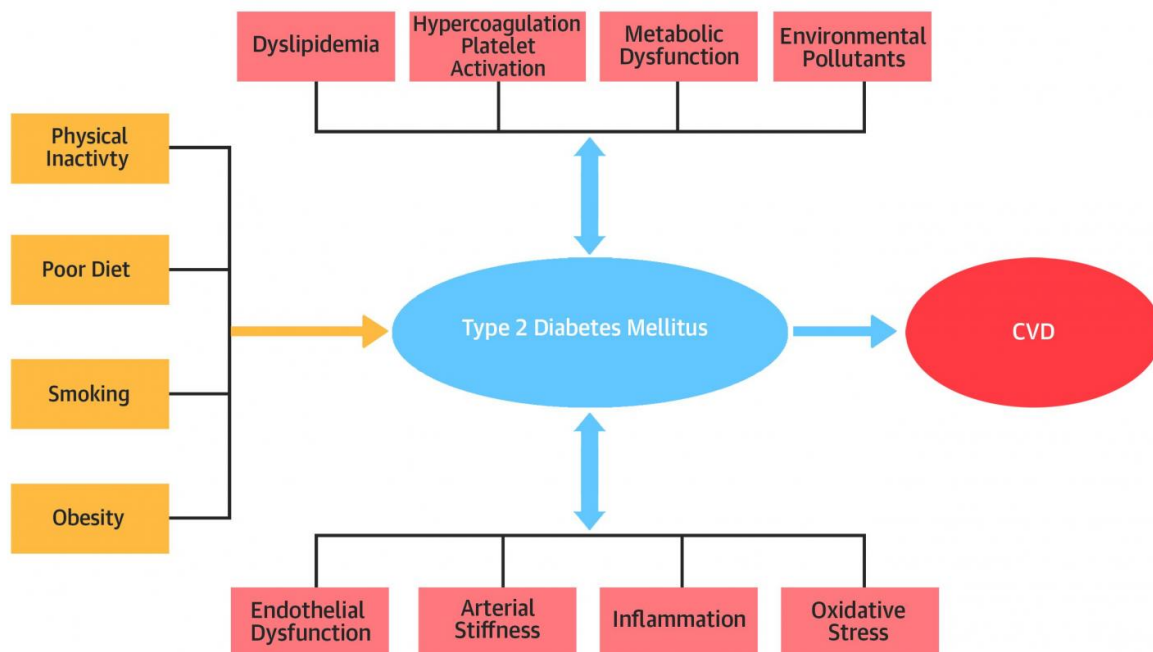 Dyslipidemia
Hypercoagulation
Platelet
Activation
Metabolic
Dysfunction
Environmental
Pollutants
Physical
Inactivty
Poor Diet
Smoking
Obesity
Type 2 Diabetes Mellitus
CVD
Endothelial
Dysfunction
Arterial
Stiffness
Inflammation
Oxidative
Stress